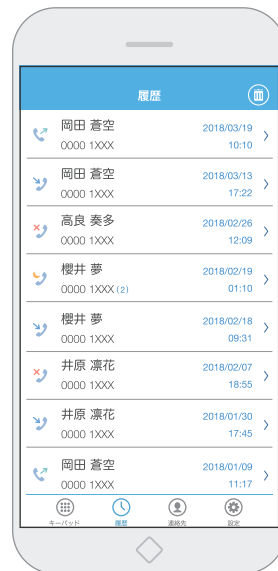 履歴
岡田 蒼空
2018/03/19
0000 1XXX
10:10
岡田 蒼空
2018/03/13
0000 1XXX
17:22
高良 奏多
2018/02/26
0000 1XXX
12:09
櫻井 夢
2018/02/19
0000 1XXX (2)
01:10
櫻井 夢
2018/02/18
0000 1XXX
09:31
井原 凛花
2018/02/07
0000 1XXX
18:55
井原 凛花
2018/01/30
0000 1XXX
17:45
岡田 蒼空
2018/01/09
0000 1XXX
11:17
キーパッド 履歴 連絡先 設定